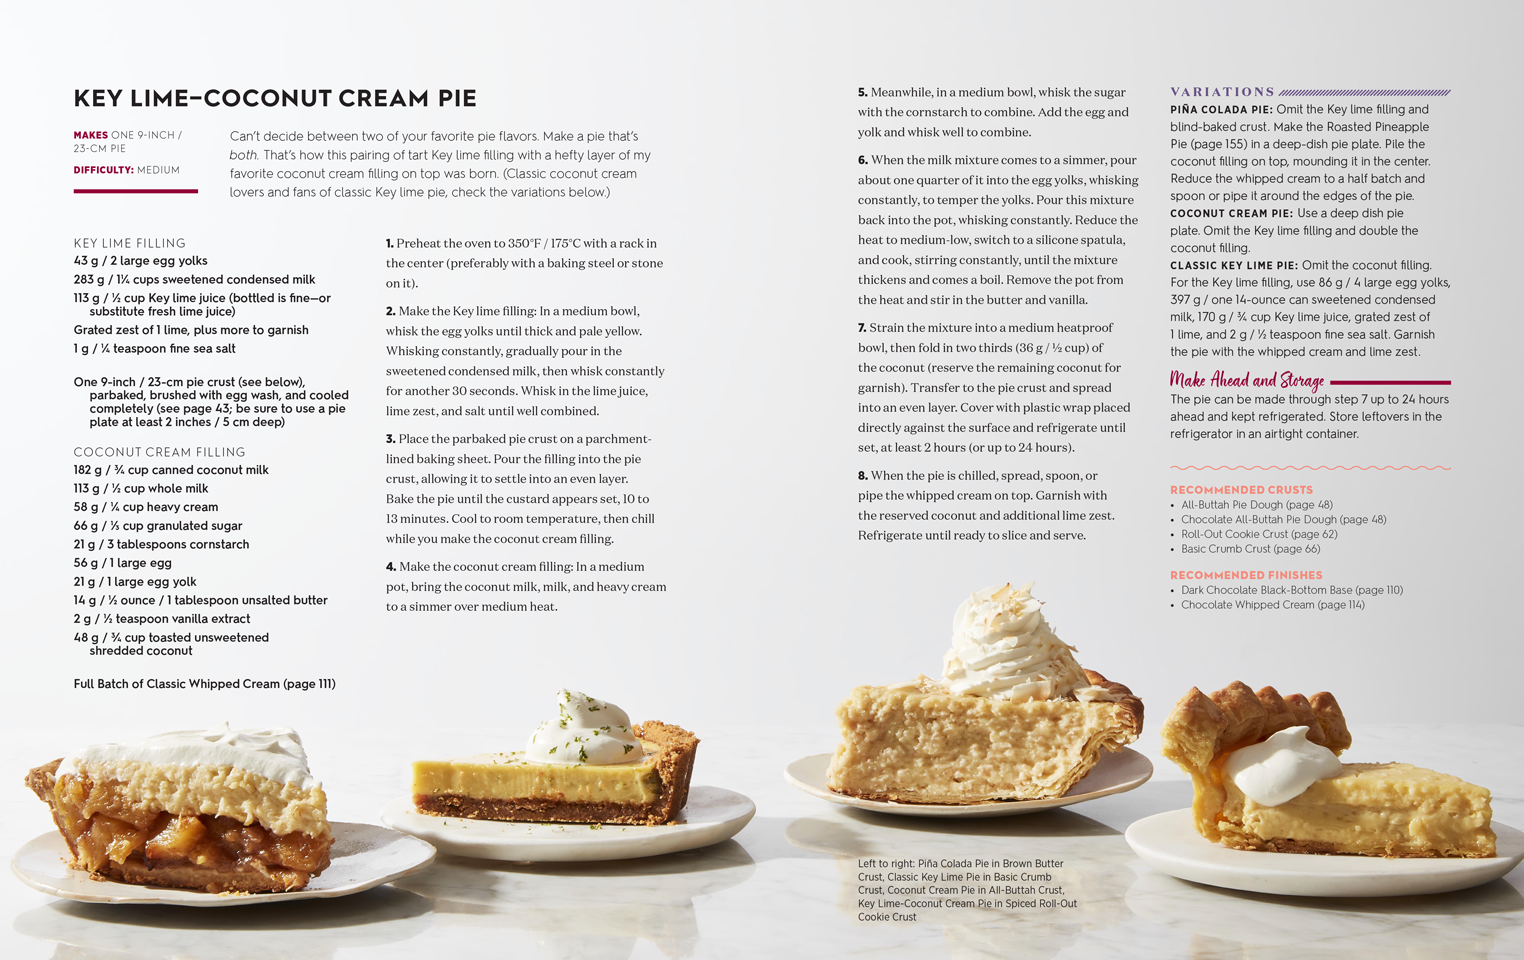 KEY LIME–COCONUT CREAM PIE
MAKES ONE 9-INCH /
23-CM PIE
DIFFICULTY: MEDIUM
Can't decide between two of your favorite pie flavors. Make a pie that's
both. That's how this pairing of tart Key lime filling with a hefty layer of my
favorite coconut cream filling on top was born. (Classic coconut cream
lovers and fans of classic Key lime pie, check the variations below.)
KEY LIME FILLING
43 g / 2 large egg yolks
283 g / 1¼ cups sweetened condensed milk
113 g / ½ cup Key lime juice (bottled is fine—or
substitute fresh lime juice)
Grated zest of 1 lime, plus more to garnish
1 g / ¼ teaspoon fine sea salt
One 9-inch / 23-cm pie crust (see below),
parbaked, brushed with egg wash, and cooled
completely (see page 43; be sure to use a pie
plate at least 2 inches / 5 cm deep)
COCONUT CREAM FILLING
182 g / ¾ cup canned coconut milk
113 g / ½ cup whole milk
58 g / ¼ cup heavy cream
66 g / ⅓ cup granulated sugar
21 g / 3 tablespoons cornstarch
56 g / 1 large egg
21 g / 1 large egg yolk
14 g / ½ ounce / 1 tablespoon unsalted butter
2 g / ½ teaspoon vanilla extract
48 g / ¾ cup toasted unsweetened
shredded coconut
Full Batch of Classic Whipped Cream (page 111)
1. Preheat the oven to 350°F / 175°C with a rack in
the center (preferably with a baking steel or stone
on it).
2. Make the Key lime filling: In a medium bowl,
whisk the egg yolks until thick and pale yellow.
Whisking constantly, gradually pour in the
sweetened condensed milk, then whisk constantly
for another 30 seconds. Whisk in the lime juice,
lime zest, and salt until well combined.
3. Place the parbaked pie crust on a parchment-
lined baking sheet. Pour the filling into the pie
crust, allowing it to settle into an even layer.
Bake the pie until the custard appears set, 10 to
13 minutes. Cool to room temperature, then chill
while you make the coconut cream filling.
4. Make the coconut cream filling: In a medium
pot, bring the coconut milk, milk, and heavy cream
to a simmer over medium heat.
5. Meanwhile, in a medium bowl, whisk the sugar
with the cornstarch to combine. Add the egg and
yolk and whisk well to combine.
6. When the milk mixture comes to a simmer, pour
about one quarter of it into the egg yolks, whisking
constantly, to temper the yolks. Pour this mixture
back into the pot, whisking constantly. Reduce the
heat to medium-low, switch to a silicone spatula,
and cook, stirring constantly, until the mixture
thickens and comes a boil. Remove the pot from
the heat and stir in the butter and vanilla.
7. Strain the mixture into a medium heatproof
bowl, then fold in two thirds (36 g / ½ cup) of
the coconut (reserve the remaining coconut for
garnish). Transfer to the pie crust and spread
into an even layer. Cover with plastic wrap placed
directly against the surface and refrigerate until
set, at least 2 hours (or up to 24 hours).
8. When the pie is chilled, spread, spoon, or
pipe the whipped cream on top. Garnish with
the reserved coconut and additional lime zest.
Refrigerate until ready to slice and serve.
VARIATIONS
PIÑA COLADA PIE: Omit the Key lime filling and
blind-baked crust. Make the Roasted Pineapple
Pie (page 155) in a deep-dish pie plate. Pile the
coconut filling on top, mounding it in the center.
Reduce the whipped cream to a half batch and
spoon or pipe it around the edges of the pie.
COCONUT CREAM PIE: Use a deep dish pie
plate. Omit the Key lime filling and double the
coconut filling.
CLASSIC KEY LIME PIE: Omit the coconut filling.
For the Key lime filling, use 86 g / 4 large egg yolks,
397 g / one 14-ounce can sweetened condensed
milk, 170 g / ¾ cup Key lime juice, grated zest of
1 lime, and 2 g / ½ teaspoon fine sea salt. Garnish
the pie with the whipped cream and lime zest.
Make Ahead and Storage
The pie can be made through step 7 up to 24 hours
ahead and kept refrigerated. Store leftovers in the
refrigerator in an airtight container.
RECOMMENDED CRUSTS
• All-Buttah Pie Dough (page 48)
• Chocolate All-Buttah Pie Dough (page 48)
• Roll-Out Cookie Crust (page 62)
• Basic Crumb Crust (page 66)
RECOMMENDED FINISHES
• Dark Chocolate Black-Bottom Base (page 110)
• Chocolate Whipped Cream (page 114)
Left to right: Piña Colada Pie in Brown Butter
Crust, Classic Key Lime Pie in Basic Crumb
Crust, Coconut Cream Pie in All-Buttah Crust,
Key Lime-Coconut Cream Pie in Spiced Roll-Out
Cookie Crust